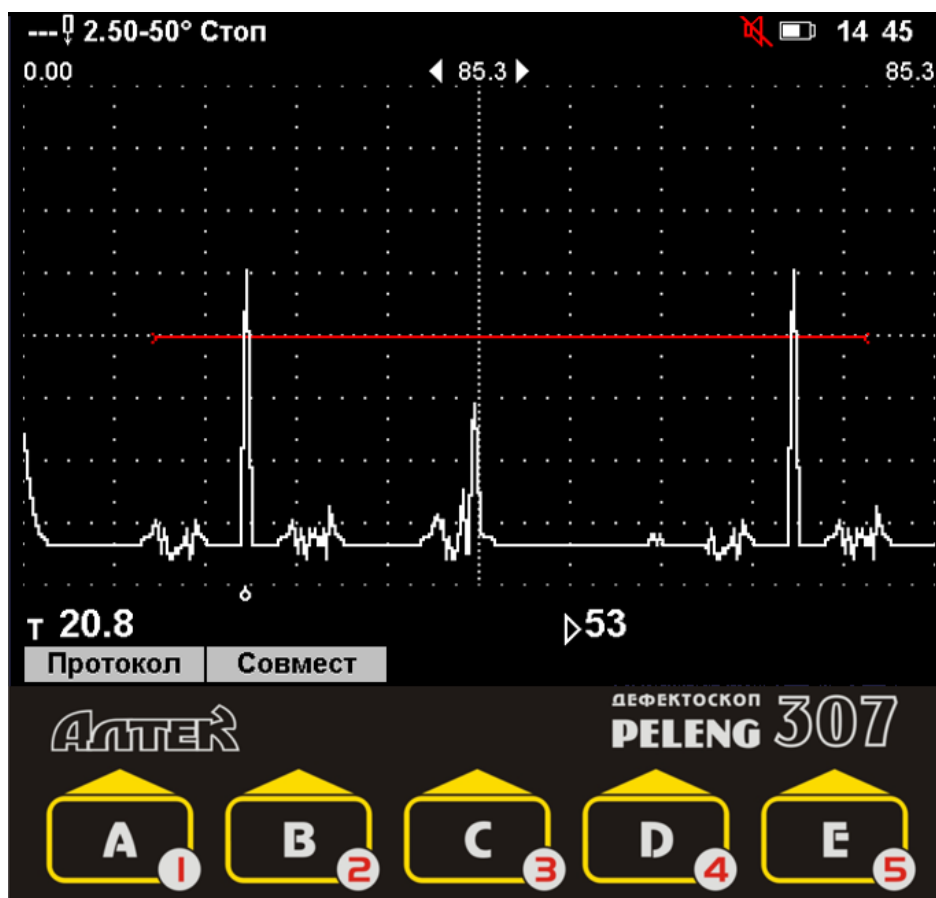 --- 2.50-50° Стоп 14 45
0.00 85.3 85.3
T 20.8 53
Протокол Совмест
АЛТЕК ДЕФЕКТОСКОП PELENG 307
A B C D E
1 2 3 4 5